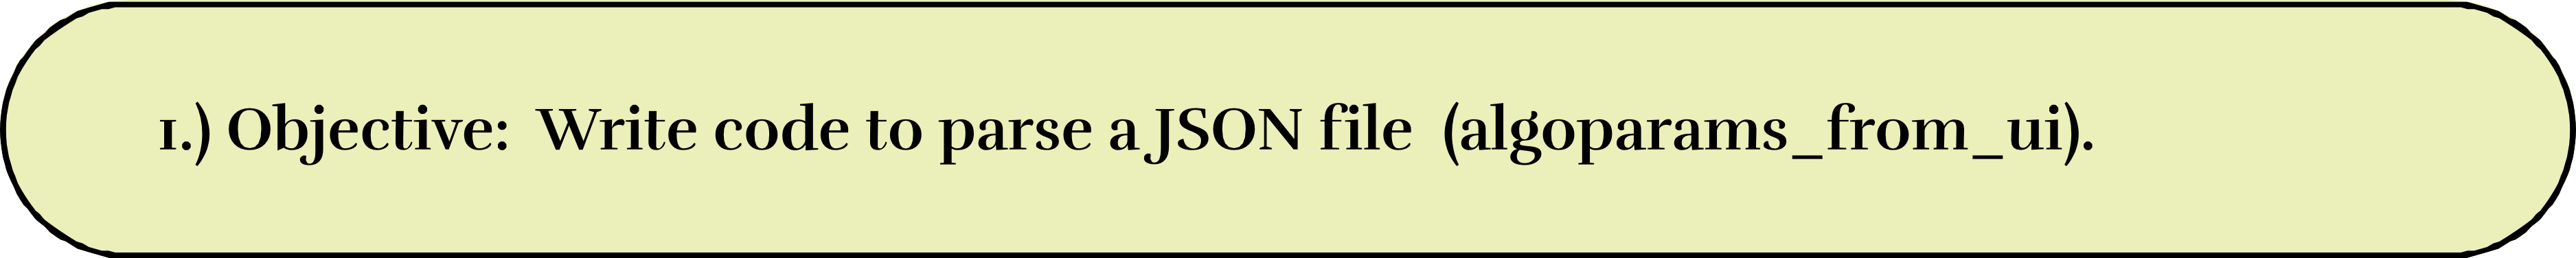 1.) Objective: Write code to parse a JSON file (algoparams_from_ui).